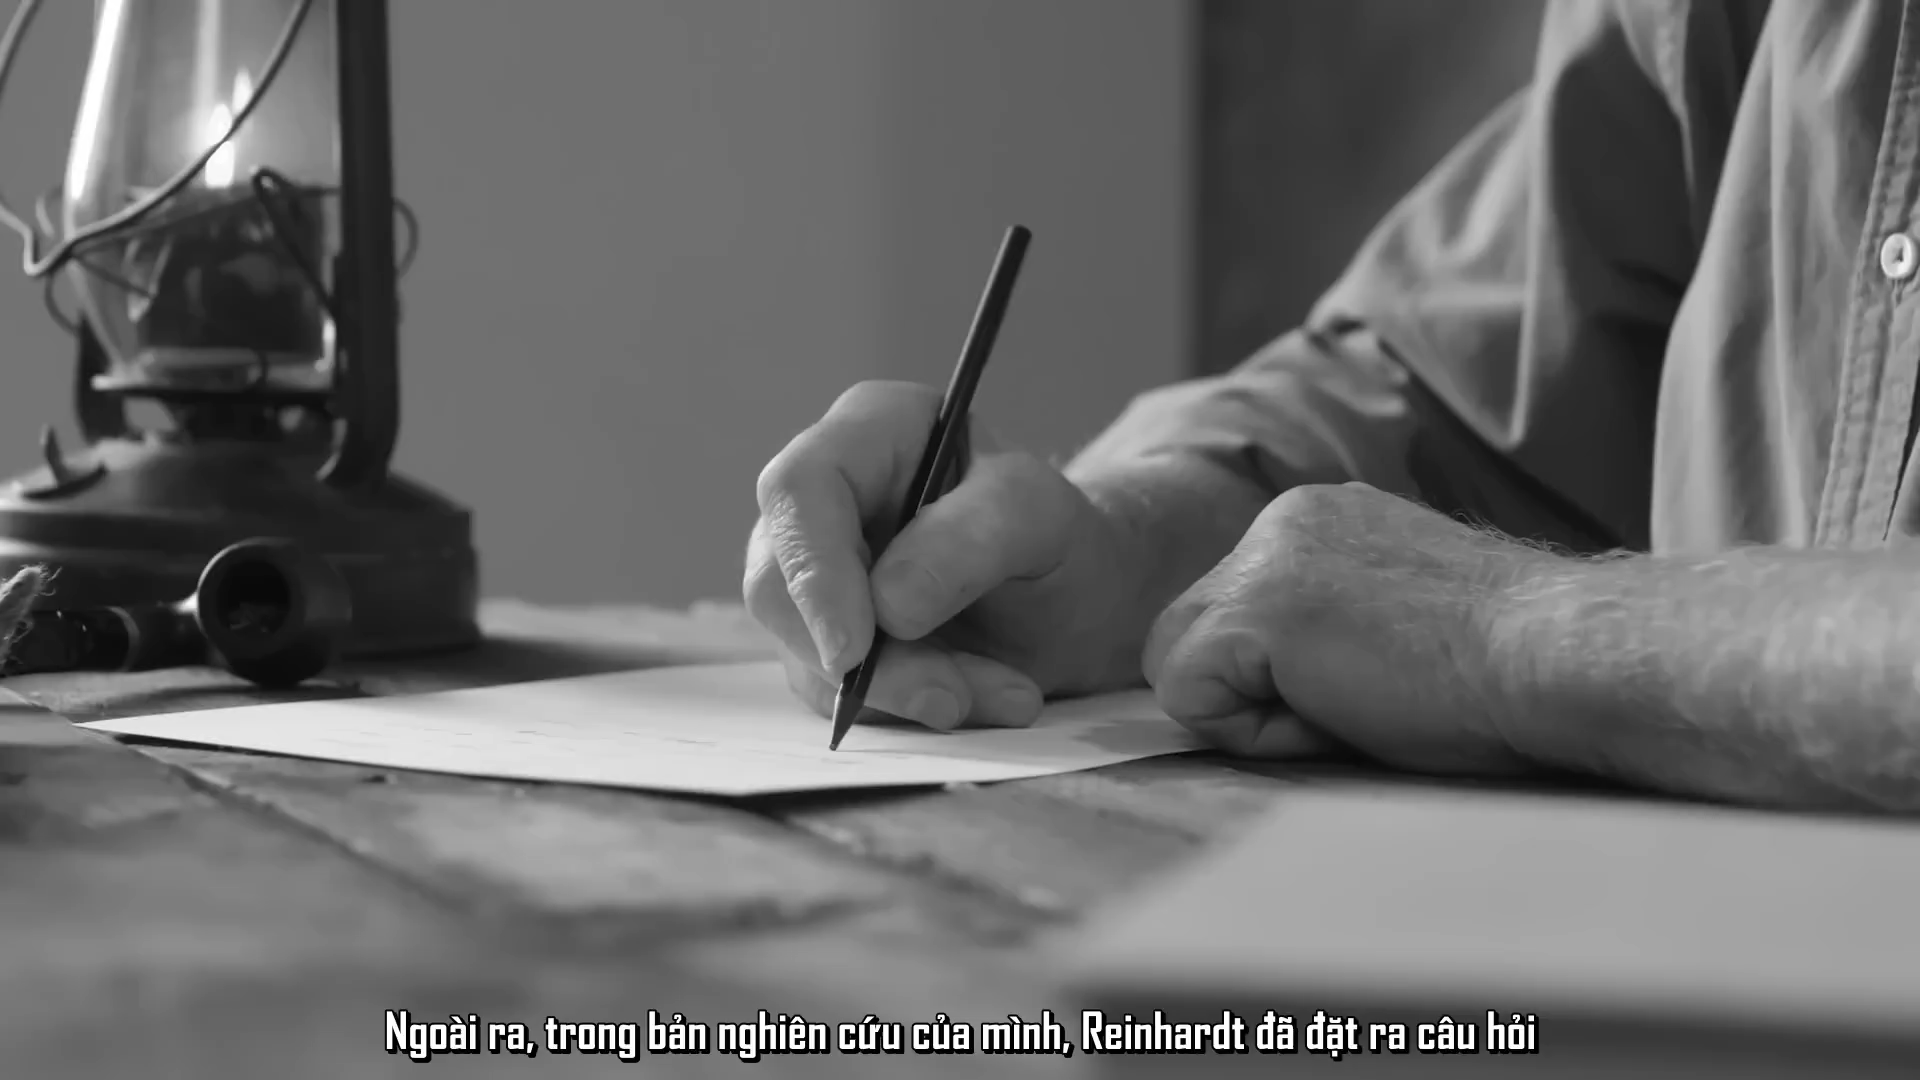 Ngoài ra, trong bản nghiên cứu của mình, Reinhardt đã đặt ra câu hỏi